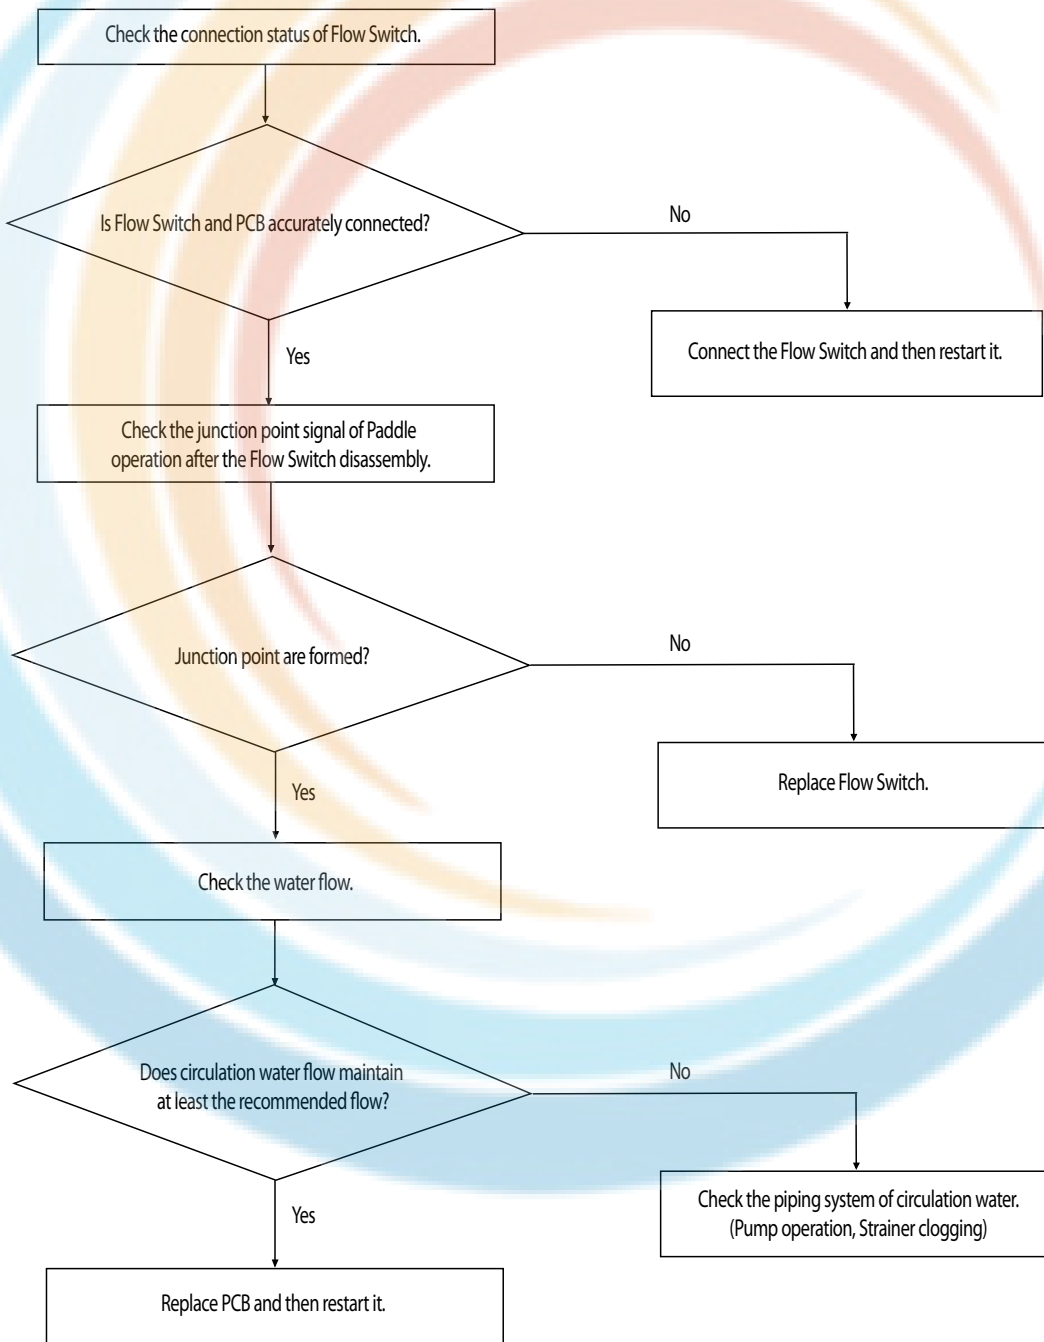 Check the connection status of Flow Switch.
Is Flow Switch and PCB accurately connected?
No
Connect the Flow Switch and then restart it.
Yes
Check the junction point signal of Paddle
operation after the Flow Switch disassembly.
Junction point are formed?
No
Replace Flow Switch.
Yes
Check the water flow.
Does circulation water flow maintain
at least the recommended flow?
No
Check the piping system of circulation water.
(Pump operation, Strainer clogging)
Yes
Replace PCB and then restart it.